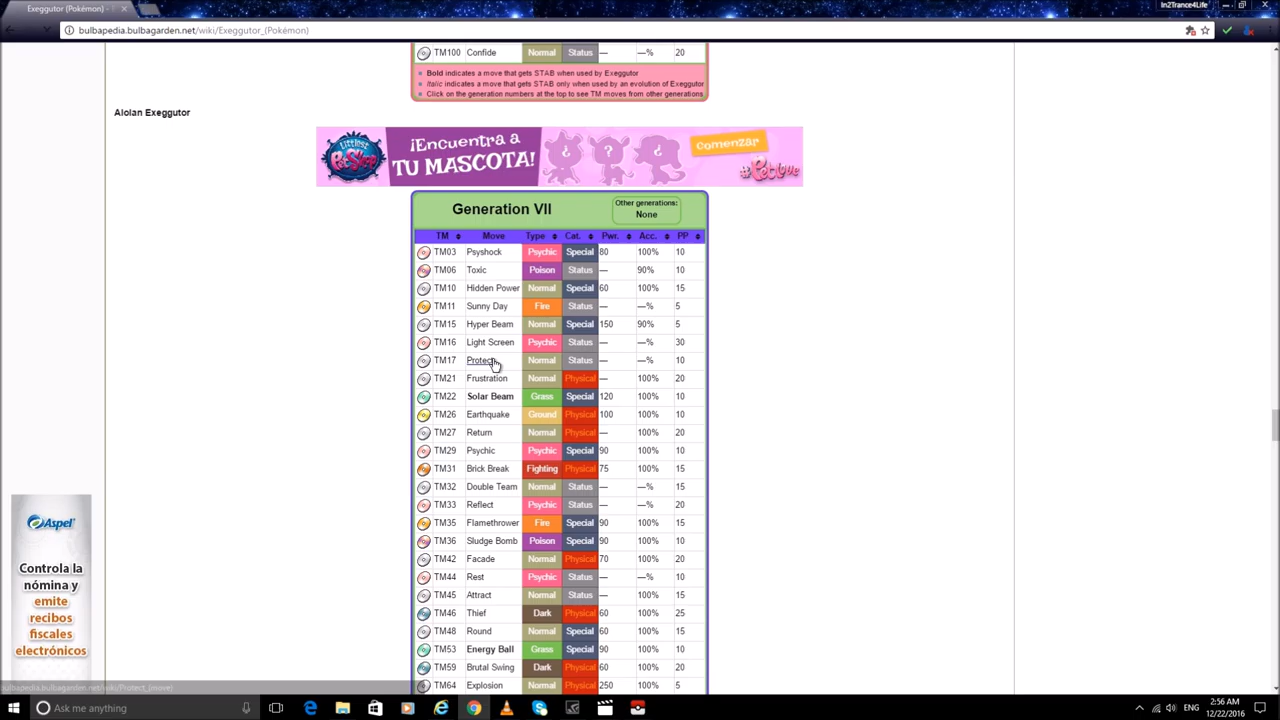 Exeggutor (Pokémon) - F
In2Trance4Life
bulbapedia.bulbagarden.net/wiki/Exeggutor_(Pokémon)
TM100 Confide Normal Status — —% 20
Bold indicates a move that gets STAB when used by Exeggutor
Italic indicates a move that gets STAB only when used by an evolution of Exeggutor
Click on the generation numbers at the top to see TM moves from other generations
Alolan Exeggutor
Littlest Pet Shop
¡Encuentra a
TU MASCOTA!
Comenzar
#Petlove
Generation VII
Other generations:
None
TM Move Type Cat. Pwr. Acc. PP
TM03 Psyshock Psychic Special 80 100% 10
TM06 Toxic Poison Status — 90% 10
TM10 Hidden Power Normal Special 60 100% 15
TM11 Sunny Day Fire Status — —% 5
TM15 Hyper Beam Normal Special 150 90% 5
TM16 Light Screen Psychic Status — —% 30
TM17 Protect Normal Status — —% 10
TM21 Frustration Normal Physical — 100% 20
TM22 Solar Beam Grass Special 120 100% 10
TM26 Earthquake Ground Physical 100 100% 10
TM27 Return Normal Physical — 100% 20
TM29 Psychic Psychic Special 90 100% 10
TM31 Brick Break Fighting Physical 75 100% 15
TM32 Double Team Normal Status — —% 15
TM33 Reflect Psychic Status — —% 20
TM35 Flamethrower Fire Special 90 100% 15
TM36 Sludge Bomb Poison Special 90 100% 10
TM42 Facade Normal Physical 70 100% 20
TM44 Rest Psychic Status — —% 10
TM45 Attract Normal Status — 100% 15
TM46 Thief Dark Physical 60 100% 25
TM48 Round Normal Special 60 100% 15
TM53 Energy Ball Grass Special 90 100% 10
TM59 Brutal Swing Dark Physical 60 100% 20
TM64 Explosion Normal Physical 250 100% 5
Aspel
Controla la
nómina y
emite
recibos
fiscales
electrónicos
bulbapedia.bulbagarden.net/wiki/Protect_(move)
Ask me anything
ENG
2:56 AM
12/22/2016